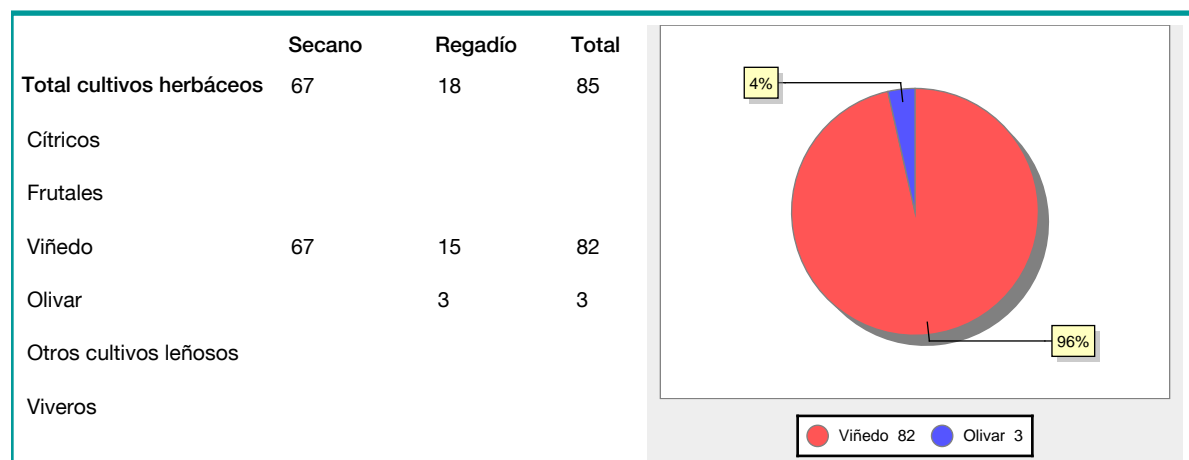 Secano Regadío Total
Total cultivos herbáceos 67 18 85
Cítricos
Frutales
Viñedo 67 15 82
Olivar 3 3
Otros cultivos leñosos
Viveros
4%
96%
Viñedo 82 Olivar 3